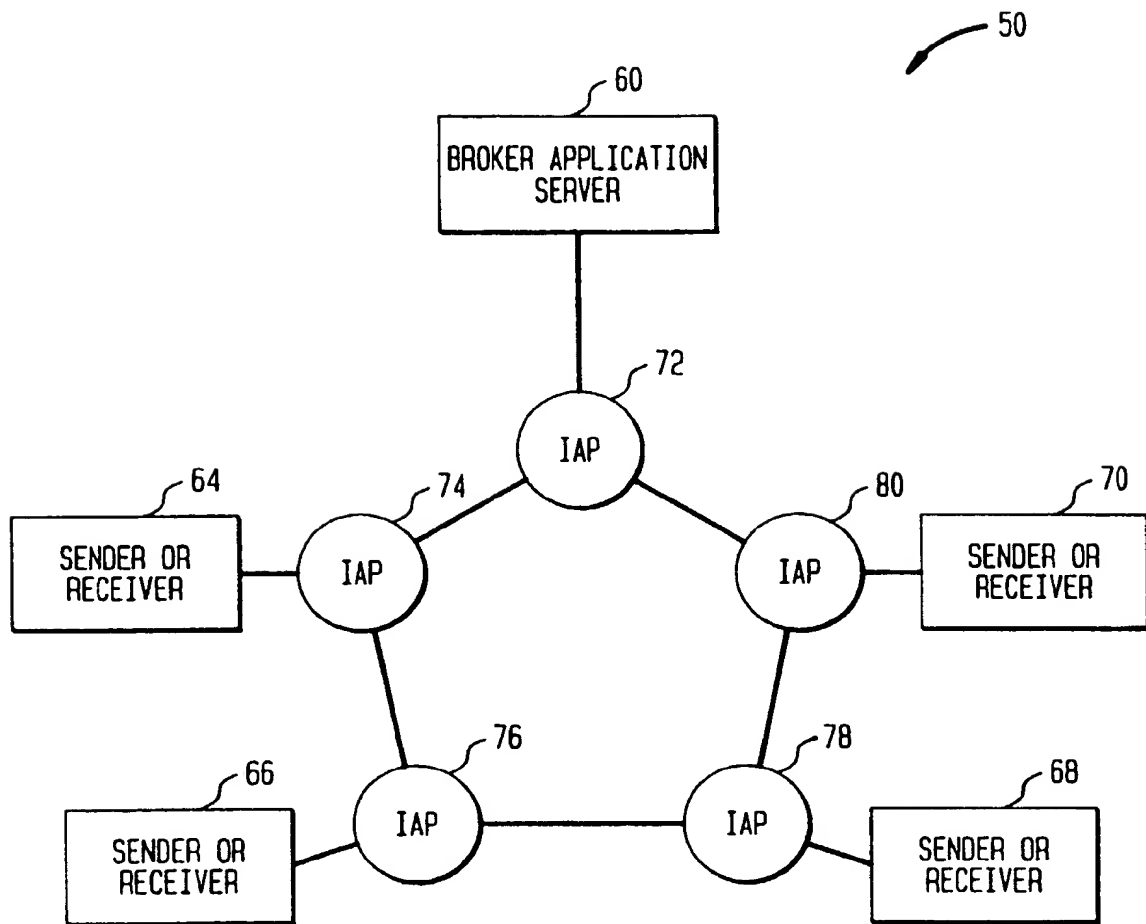 50
60
BROKER APPLICATION
SERVER
72
IAP
64
74
80
70
SENDER OR
RECEIVER
IAP
IAP
SENDER OR
RECEIVER
66
76
78
68
SENDER OR
RECEIVER
IAP
IAP
SENDER OR
RECEIVER